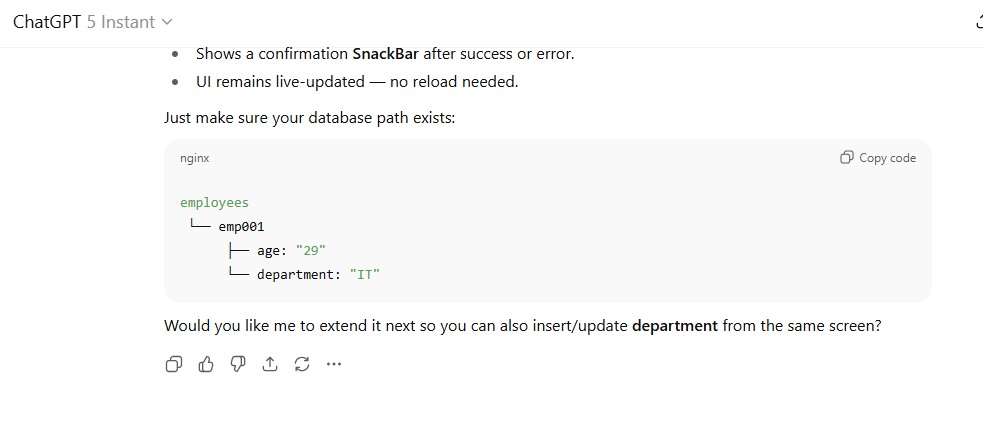 ChatGPT 5 Instant
Shows a confirmation SnackBar after success or error.
UI remains live-updated — no reload needed.
Just make sure your database path exists:
nginx
Copy code
employees
└── emp001
├── age: "29"
└── department: "IT"
Would you like me to extend it next so you can also insert/update department from the same screen?